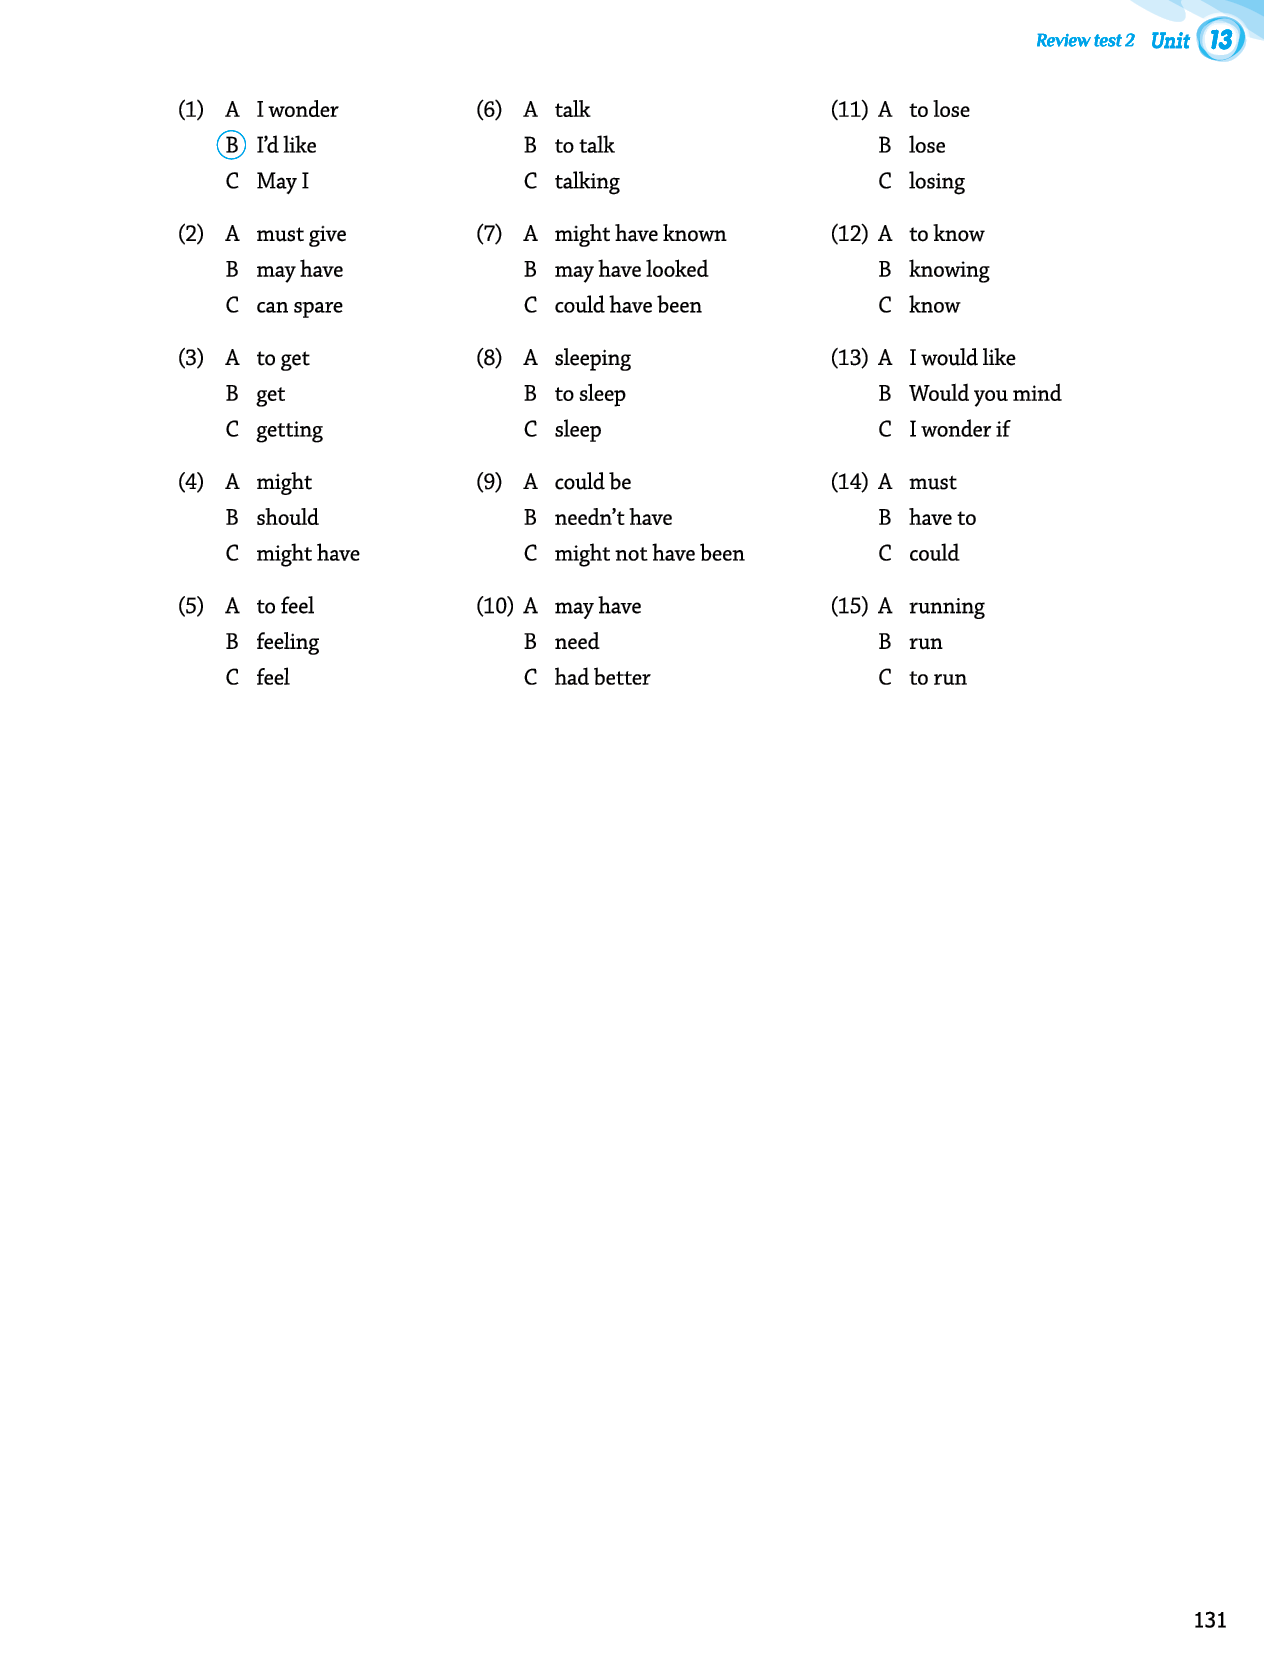 Review test 2 Unit 13
(1) A I wonder
B I'd like
C May I
(2) A must give
B may have
C can spare
(3) A to get
B get
C getting
(4) A might
B should
C might have
(5) A to feel
B feeling
C feel
(6) A talk
B to talk
C talking
(7) A might have known
B may have looked
C could have been
(8) A sleeping
B to sleep
C sleep
(9) A could be
B needn't have
C might not have been
(10) A may have
B need
C had better
(11) A to lose
B lose
C losing
(12) A to know
B knowing
C know
(13) A I would like
B Would you mind
C I wonder if
(14) A must
B have to
C could
(15) A running
B run
C to run
131